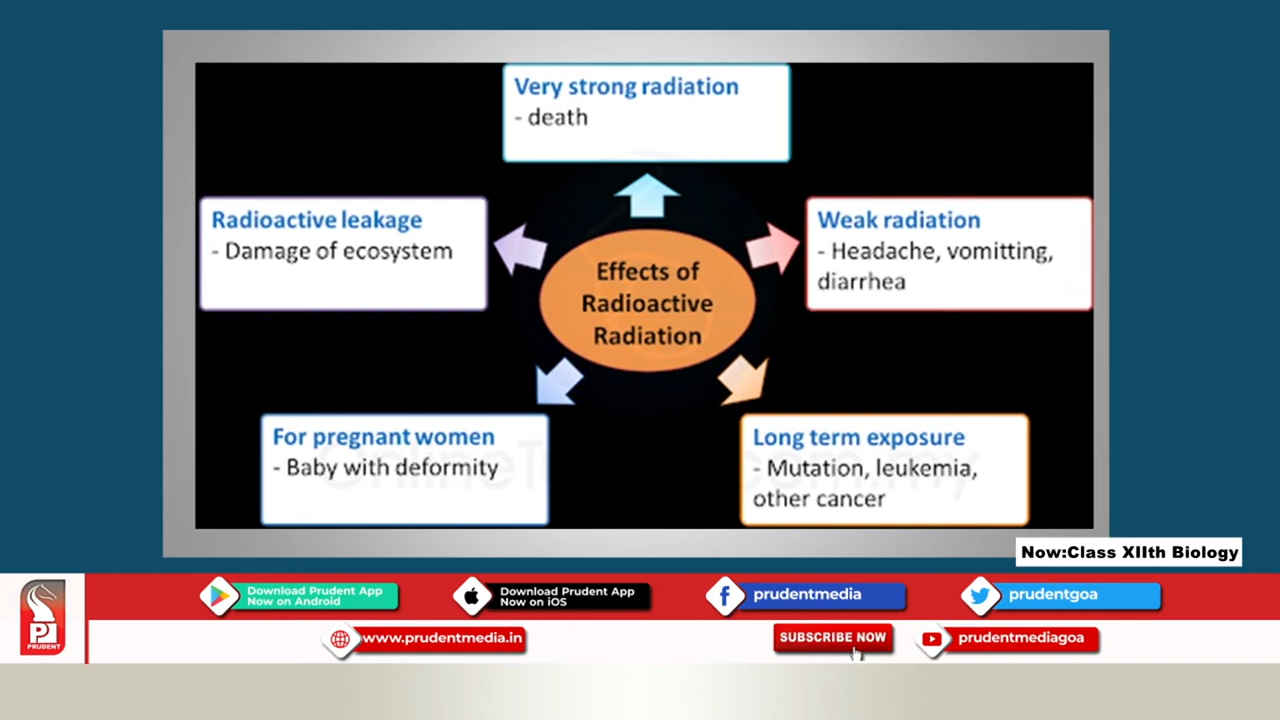 Very strong radiation
- death
Radioactive leakage
- Damage of ecosystem
Weak radiation
- Headache, vomitting,
diarrhea
Effects of
Radioactive
Radiation
For pregnant women
- Baby with deformity
Long term exposure
- Mutation, leukemia,
other cancer
Now:Class XIIth Biology
PRUDENT
Download Prudent App
Now on Android
Download Prudent App
Now on iOS
prudentmedia
prudentgoa
www.prudentmedia.in
SUBSCRIBE NOW
prudentmediagoa